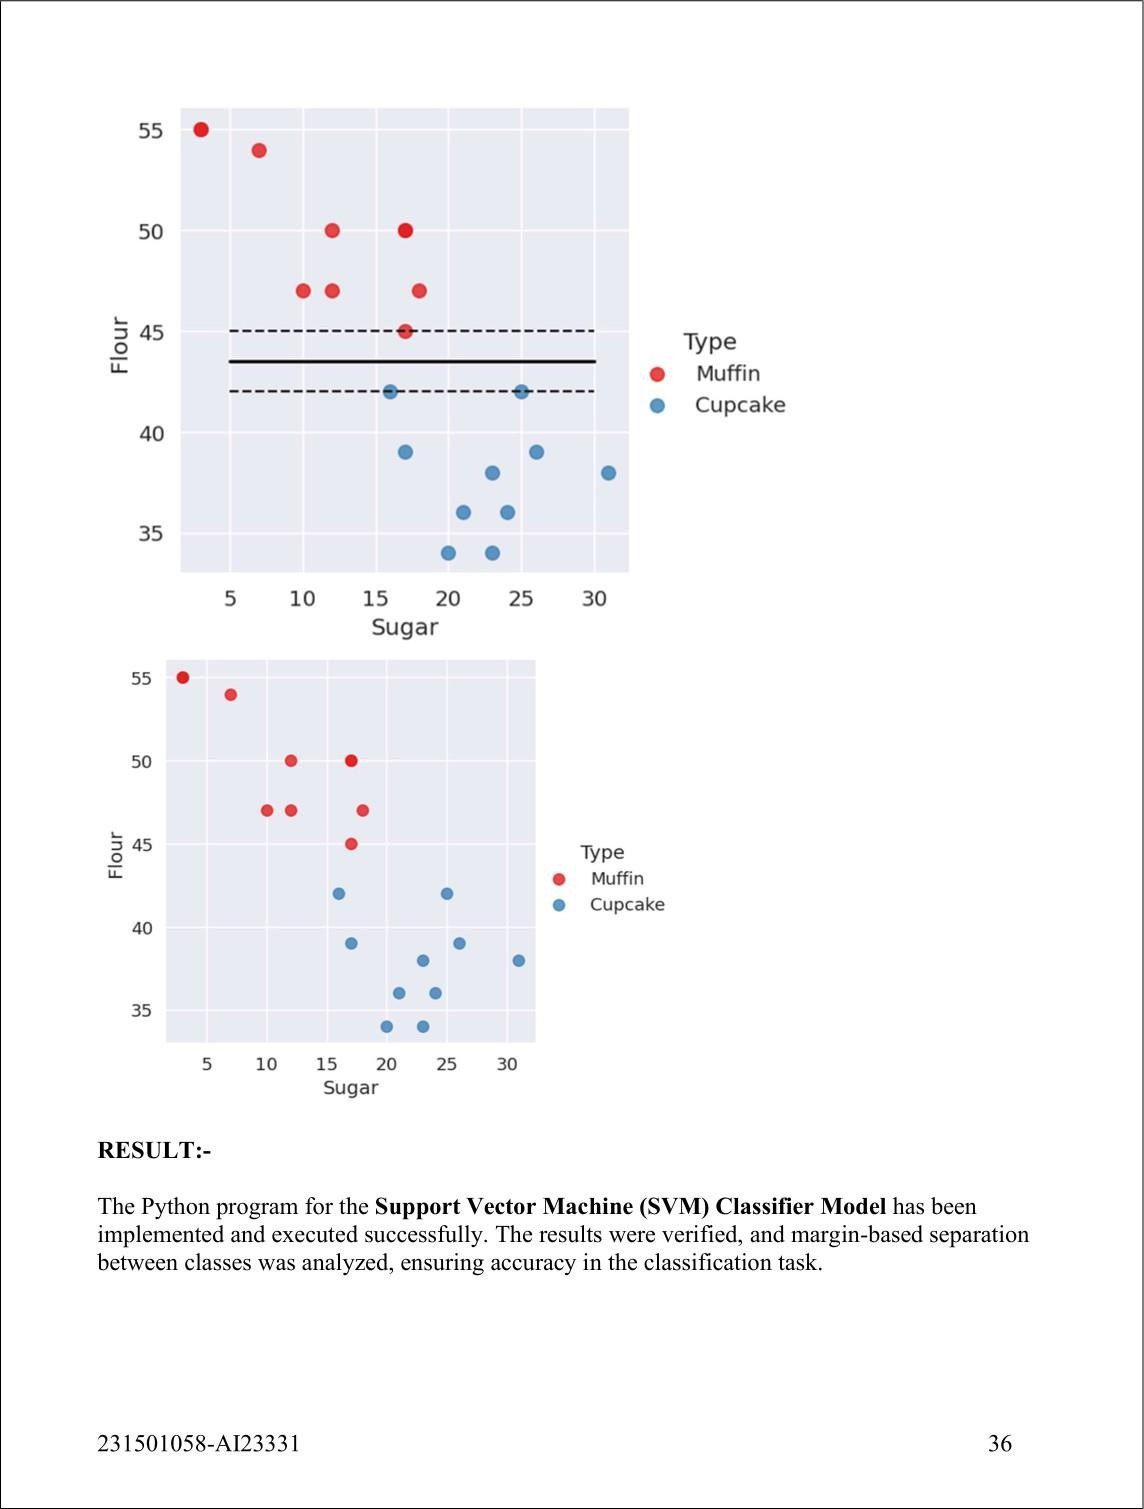 55
50
45
40
35
Flour
5 10 15 20 25 30
Sugar
Type
Muffin
Cupcake
55
50
45
40
35
Flour
5 10 15 20 25 30
Sugar
Type
Muffin
Cupcake
RESULT:-
The Python program for the Support Vector Machine (SVM) Classifier Model has been
implemented and executed successfully. The results were verified, and margin-based separation
between classes was analyzed, ensuring accuracy in the classification task.
231501058-AI23331 36